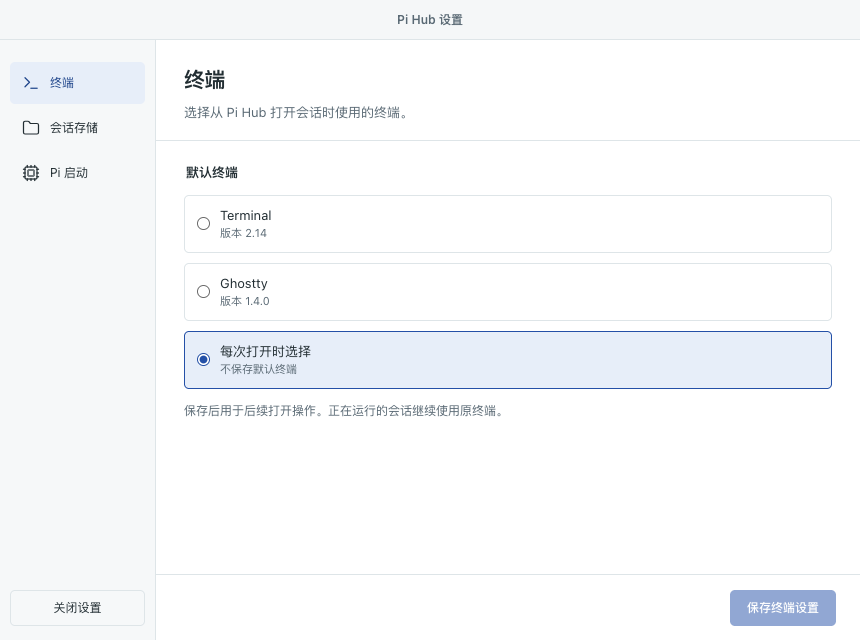 Pi Hub 设置
终端
会话存储
Pi 启动
关闭设置
终端
选择从 Pi Hub 打开会话时使用的终端。
默认终端
Terminal
版本 2.14
Ghostty
版本 1.4.0
每次打开时选择
不保存默认终端
保存后用于后续打开操作。正在运行的会话继续使用原终端。
保存终端设置